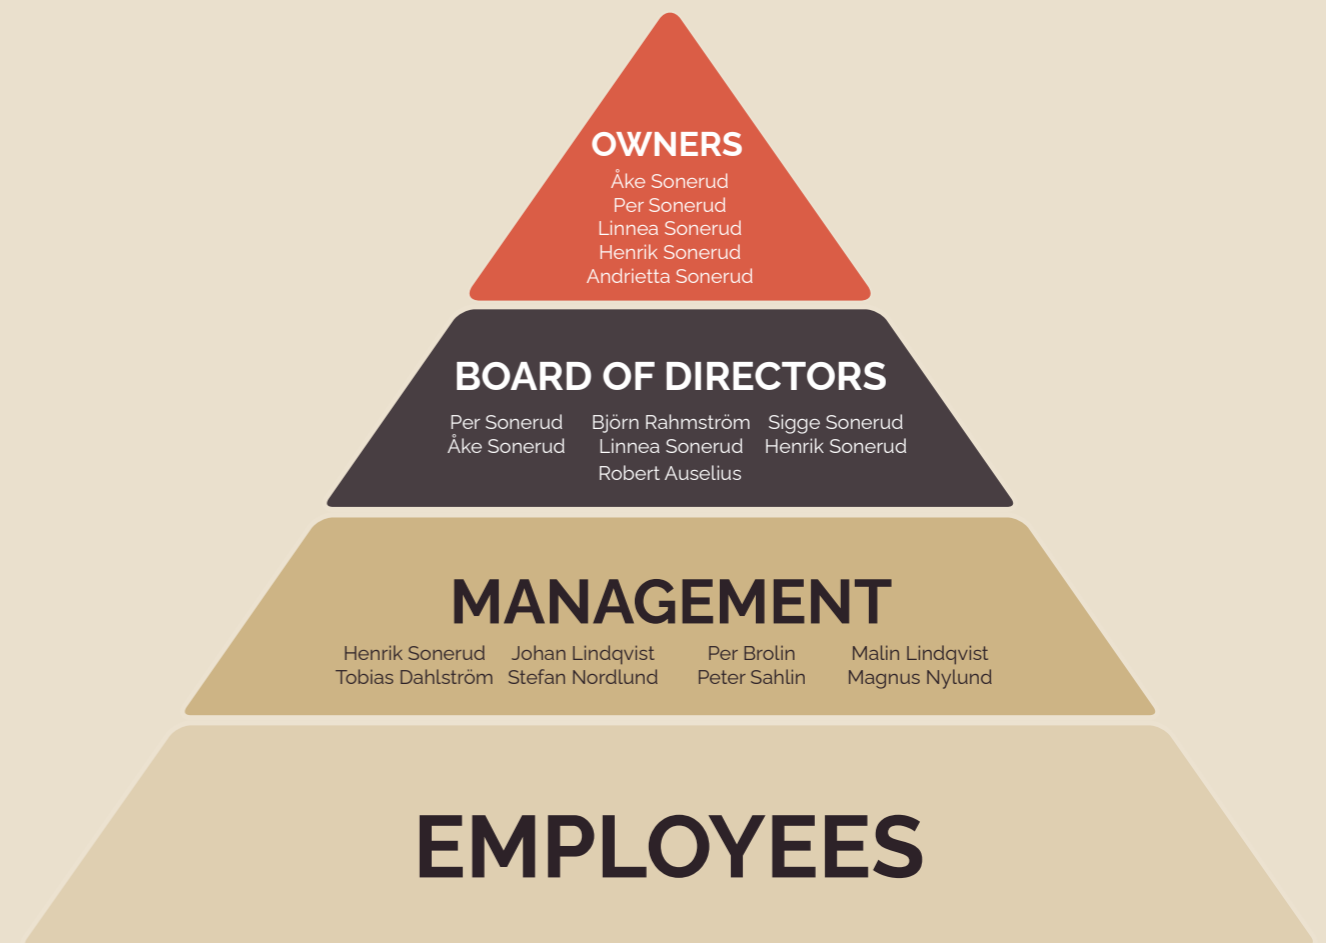 OWNERS
Åke Sonerud
Per Sonerud
Linnea Sonerud
Henrik Sonerud
Andrietta Sonerud
BOARD OF DIRECTORS
Per Sonerud Björn Rahmström Sigge Sonerud
Åke Sonerud Linnea Sonerud Henrik Sonerud
Robert Auselius
MANAGEMENT
Henrik Sonerud Johan Lindqvist Per Brolin Malin Lindqvist
Tobias Dahlström Stefan Nordlund Peter Sahlin Magnus Nylund
EMPLOYEES